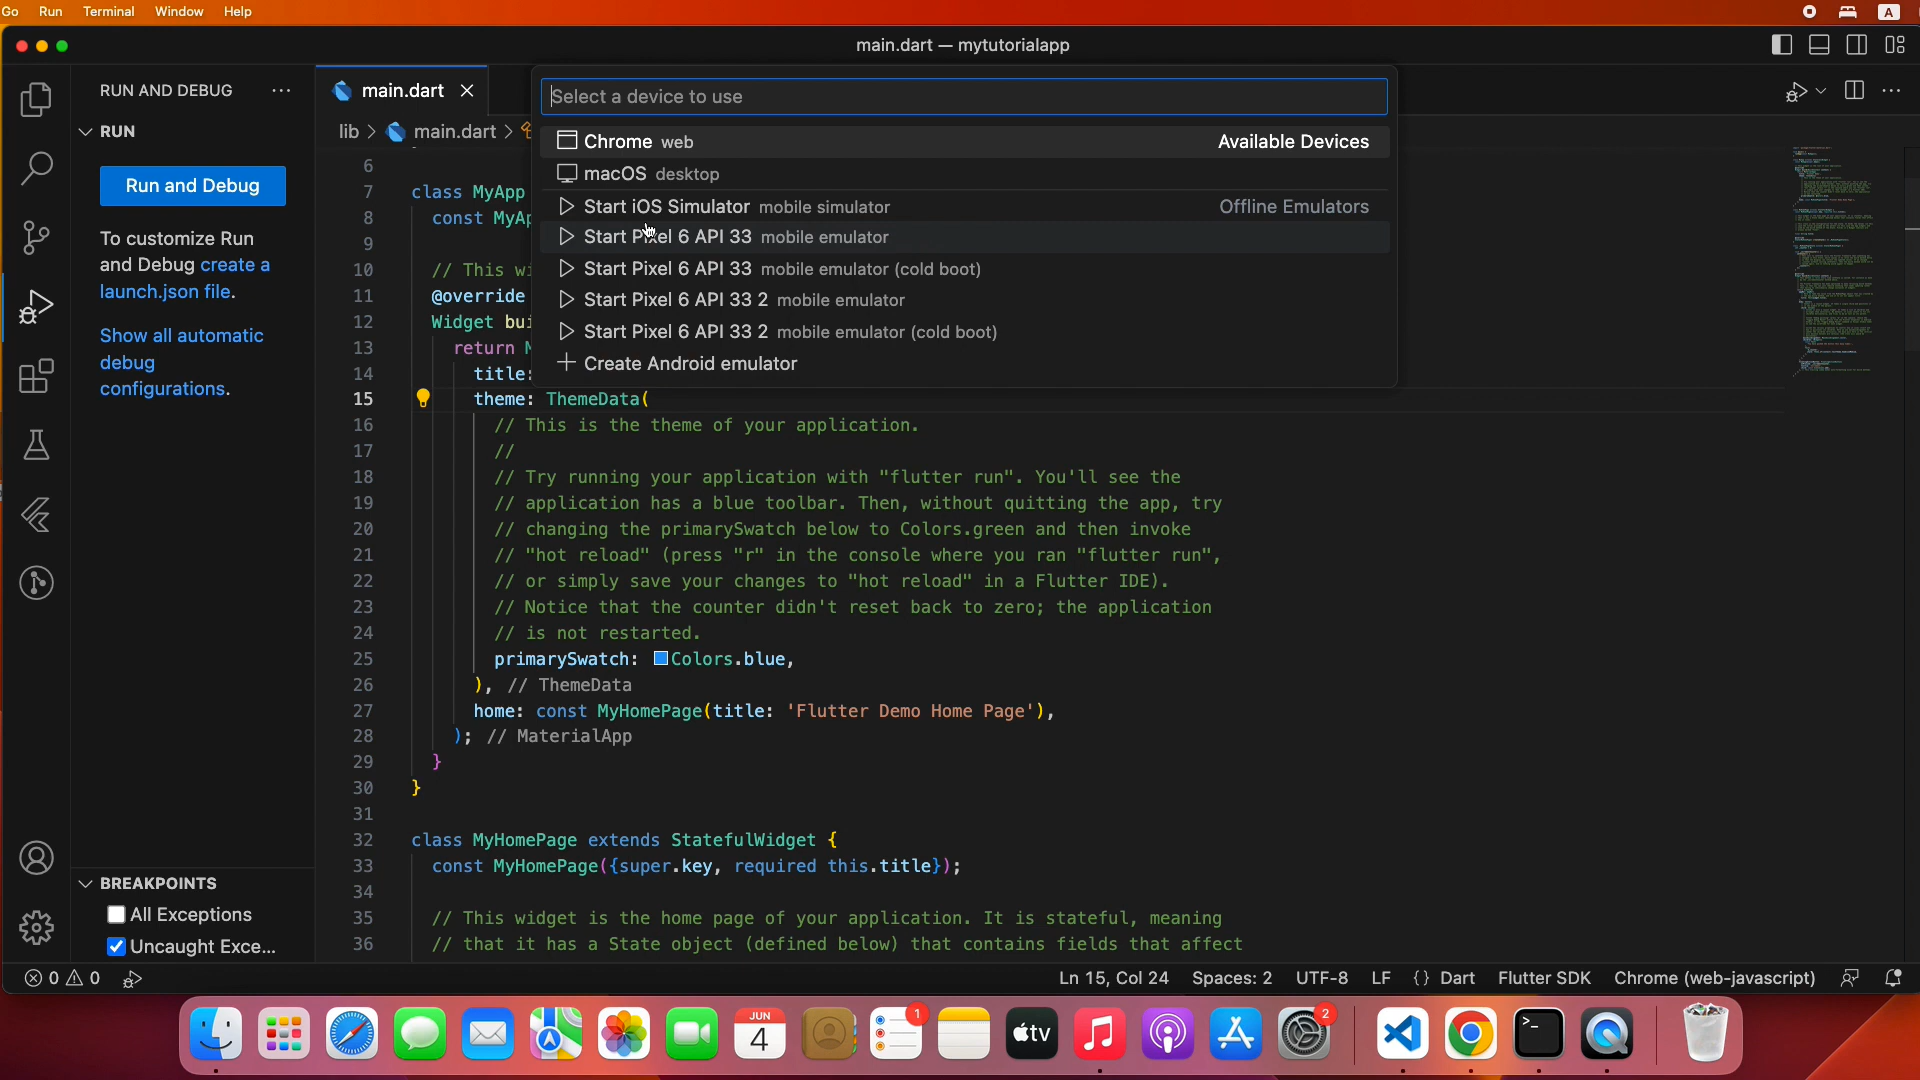 Go Run Terminal Window Help
A
main.dart — mytutorialapp
RUN AND DEBUG
main.dart
Select a device to use
RUN
lib > main.dart >
Chrome web Available Devices
macOS desktop
Start iOS Simulator mobile simulator Offline Emulators
Start Pixel 6 API 33 mobile emulator
Start Pixel 6 API 33 mobile emulator (cold boot)
Start Pixel 6 API 33 2 mobile emulator
Start Pixel 6 API 33 2 mobile emulator (cold boot)
Create Android emulator
Run and Debug
To customize Run
and Debug create a
launch.json file.
Show all automatic
debug
configurations.
6
7 class MyApp
8 const MyAp
9
10 // This wi
11 @override
12 Widget bui
13 return M
14 title:
15 theme: ThemeData(
16 // This is the theme of your application.
17 //
18 // Try running your application with "flutter run". You'll see the
19 // application has a blue toolbar. Then, without quitting the app, try
20 // changing the primarySwatch below to Colors.green and then invoke
21 // "hot reload" (press "r" in the console where you ran "flutter run",
22 // or simply save your changes to "hot reload" in a Flutter IDE).
23 // Notice that the counter didn't reset back to zero; the application
24 // is not restarted.
25 primarySwatch: Colors.blue,
26 ), // ThemeData
27 home: const MyHomePage(title: 'Flutter Demo Home Page'),
28 ); // MaterialApp
29 }
30 }
31
32 class MyHomePage extends StatefulWidget {
33 const MyHomePage({super.key, required this.title});
34
35 // This widget is the home page of your application. It is stateful, meaning
36 // that it has a State object (defined below) that contains fields that affect
BREAKPOINTS
All Exceptions
Uncaught Exce...
0 0
Ln 15, Col 24 Spaces: 2 UTF-8 LF {} Dart Flutter SDK Chrome (web-javascript)
JUN
4
1
tv
2